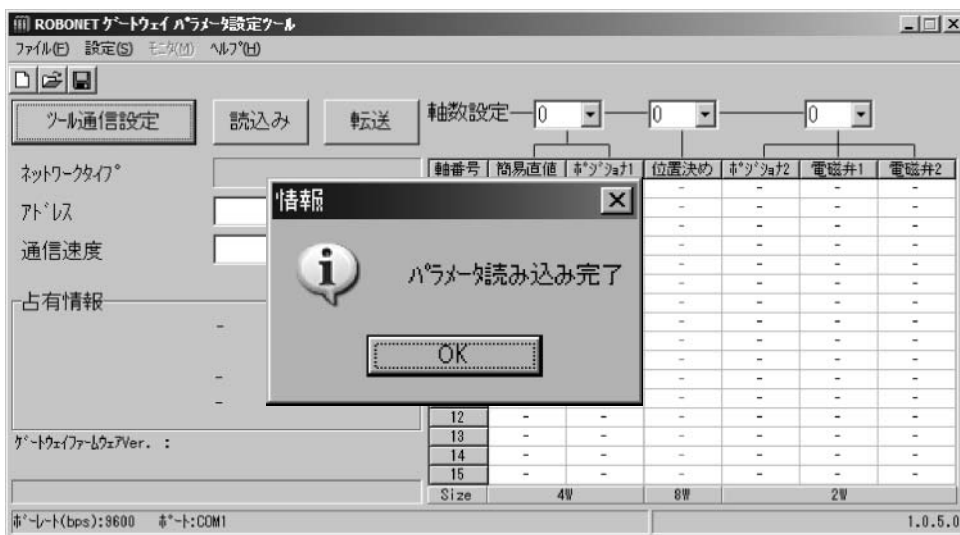 ROBONET ゲートウェイ パラメータ設定ツール
ファイル(F) 設定(S) モニタ(M) ヘルプ(H)
ツール通信設定 読込み 転送 軸数設定 0 0 0
ネットワークタイプ
アドレス
通信速度
占有情報
-
-
-
ゲートウェイファームウェアVer. :
軸番号 簡易直値 ポジショナ1 位置決め ポジショナ2 電磁弁1 電磁弁2
- - - -
- - - -
- - - -
- - - -
- - - -
- - - -
- - - -
- - - -
- - - -
- - - -
- - - -
- - - -
12 - - - - - -
13 - - - - - -
14 - - - - - -
15 - - - - - -
Size 4W 8W 2W
情報
パラメータ読み込み完了
OK
ボーレート(bps):9600 ポート:COM1 1.0.5.0